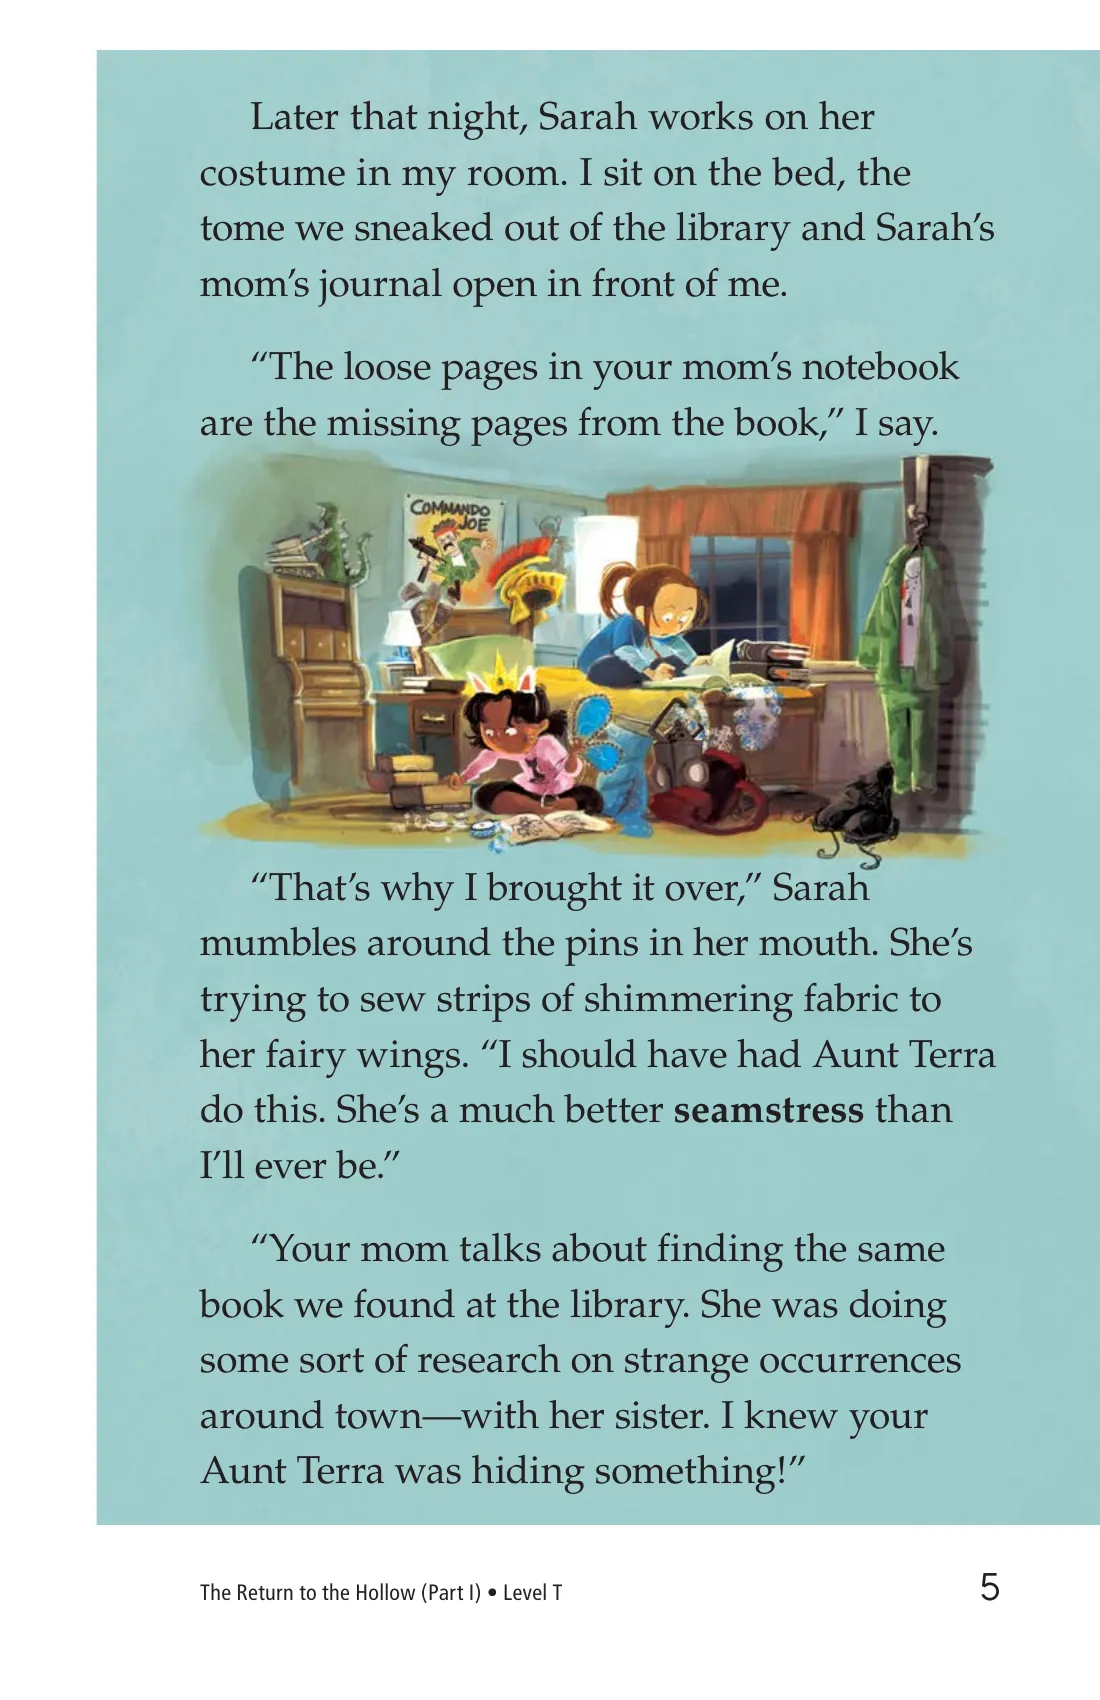 Later that night, Sarah works on her
costume in my room. I sit on the bed, the
tome we sneaked out of the library and Sarah’s
mom’s journal open in front of me.
“The loose pages in your mom’s notebook
are the missing pages from the book,” I say.
COMMANDO
JOE
“That’s why I brought it over,” Sarah
mumbles around the pins in her mouth. She’s
trying to sew strips of shimmering fabric to
her fairy wings. “I should have had Aunt Terra
do this. She’s a much better seamstress than
I’ll ever be.”
“Your mom talks about finding the same
book we found at the library. She was doing
some sort of research on strange occurrences
around town—with her sister. I knew your
Aunt Terra was hiding something!”
The Return to the Hollow (Part I) • Level T
5